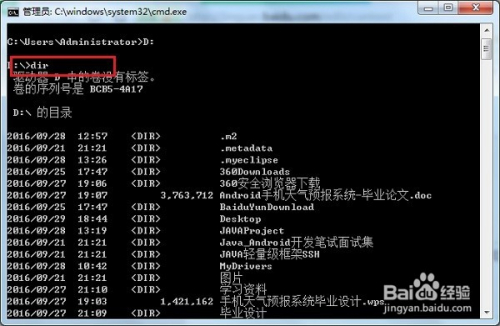 管理员: C:\windows\system32\cmd.exe
C:\Users\Administrator>D:
D:\>dir
驱动器 D 中的卷没有标签。
卷的序列号是 BCB5-4A17
D:\ 的目录
2016/09/28 12:57 <DIR> .m2
2016/09/21 21:21 <DIR> .metadata
2016/09/28 13:26 <DIR> .myeclipse
2016/09/25 17:47 <DIR> 360Downloads
2016/09/27 19:06 <DIR> 360安全浏览器下载
2016/09/27 19:07 3,763,712 Android手机天气预报系统-毕业论文.doc
2016/09/25 17:47 <DIR> BaiduYunDownload
2016/09/29 18:44 <DIR> Desktop
2016/09/28 13:19 <DIR> JAVAProject
2016/09/21 21:21 <DIR> Java_Android开发笔试面试集
2016/09/21 21:21 <DIR> JAVA轻量级框架SSH
2016/09/28 10:42 <DIR> MyDrivers
2016/09/21 21:21 <DIR> 图片
2016/09/27 21:10 <DIR> 学习资料
2016/09/27 19:03 1,421,162 手机天气预报系统毕业设计.wps
2016/09/27 21:09 <DIR> 毕业设计
Baidu 经验
jingyan.baidu.com